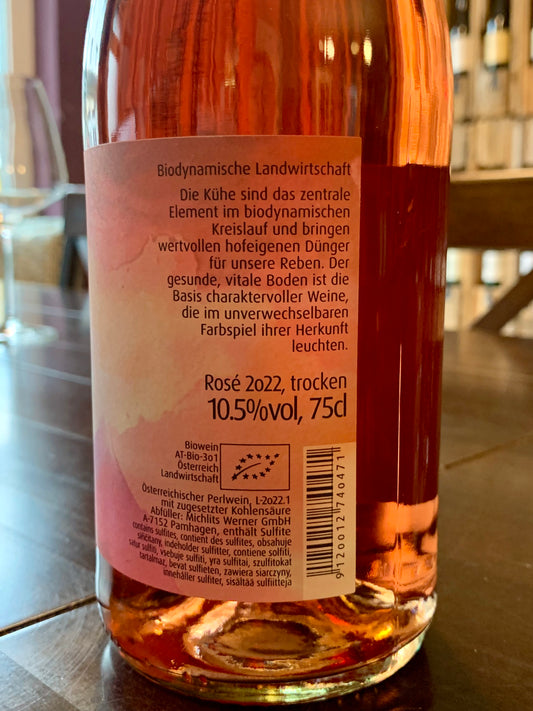 Biodynamische Landwirtschaft
Die Kühe sind das zentrale
Element im biodynamischen
Kreislauf und bringen
wertvollen hofeigenen Dünger
für unsere Reben. Der
gesunde, vitale Boden ist die
Basis charaktervoller Weine,
die im unverwechselbaren
Farbspiel ihrer Herkunft
leuchten.
Rosé 2022, trocken
10.5%vol, 75cl
Biowein
AT-Bio-301
Österreich
Landwirtschaft
Österreichischer Perlwein, L-2022.1
mit zugesetzter Kohlensäure
Abfüller: Michlits Werner GmbH
A-7152 Pamhagen, enthält Sulfite
contains sulfites, contient des sulfites, obsahuje
siričitany, indeholder sulfitter, contiene solfiti,
satur sulfīti, vsebuje sulfiti, yra sulfitai, szulfitokat
tartalmaz, bevat sulfieten, zawiera siarczyny,
innehåller sulfiter, sisältää sulfiitteja
9120012740471